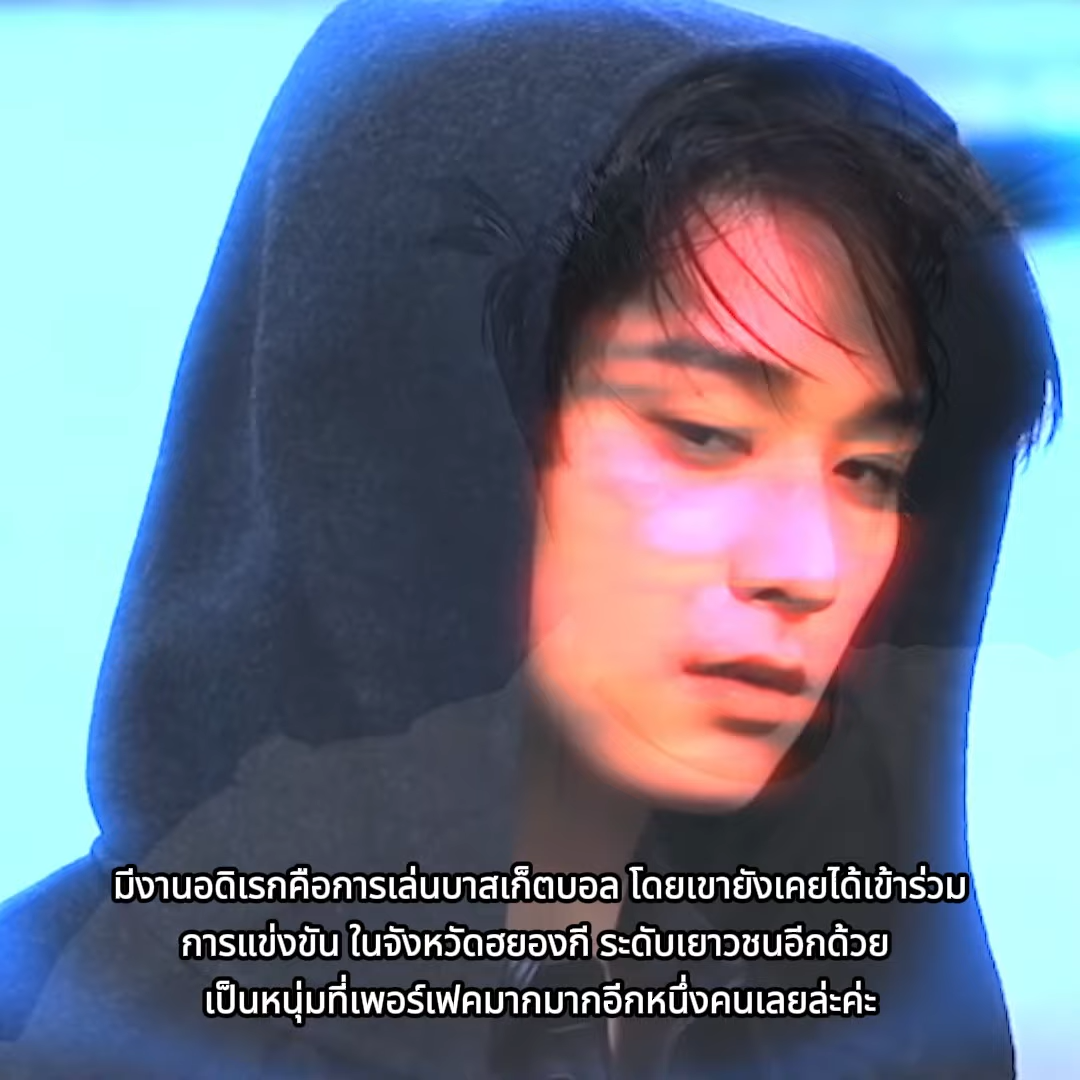 มีงานอดิเรกคือการเล่นบาสเก็ตบอล โดยเขายังเคยได้เข้าร่วม
การแข่งขัน ในจังหวัดฮยองกี ระดับเยาวชนอีกด้วย
เป็นหนุ่มที่เพอร์เฟคมากมากอีกหนึ่งคนเลยล่ะค่ะ